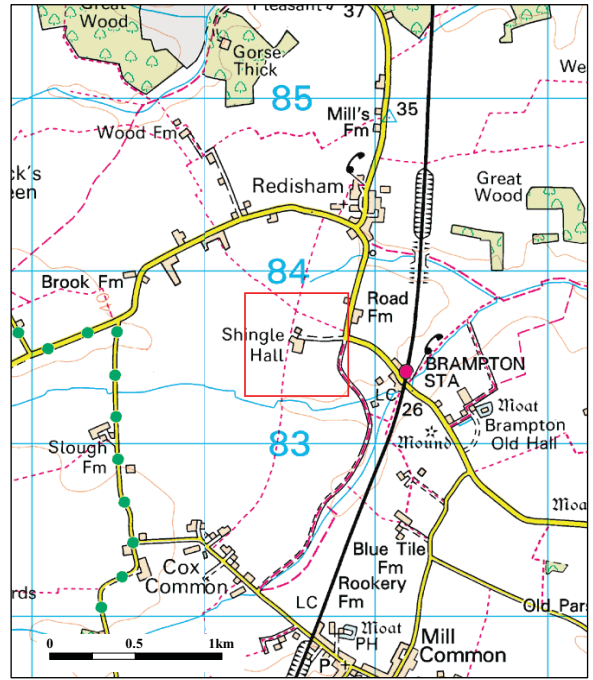 Great
Wood
Pleasant
37
Gorse
Thick
We
85
Mill's
Fm
35
Wood Fm
ck's
een
Redisham
Great
Wood
84
Brook Fm
40
Road
Fm
Shingle
Hall
BRAMPTON
STA
LC
26
Moat
Brampton
Old Hall
83
Mound
Slough
Fm
Moa
Blue Tile
Fm
Cox
Common
Rookery
Fm
rds
LC
Old Pars
Moat
PH
Mill
Common
P
0 0.5 1km